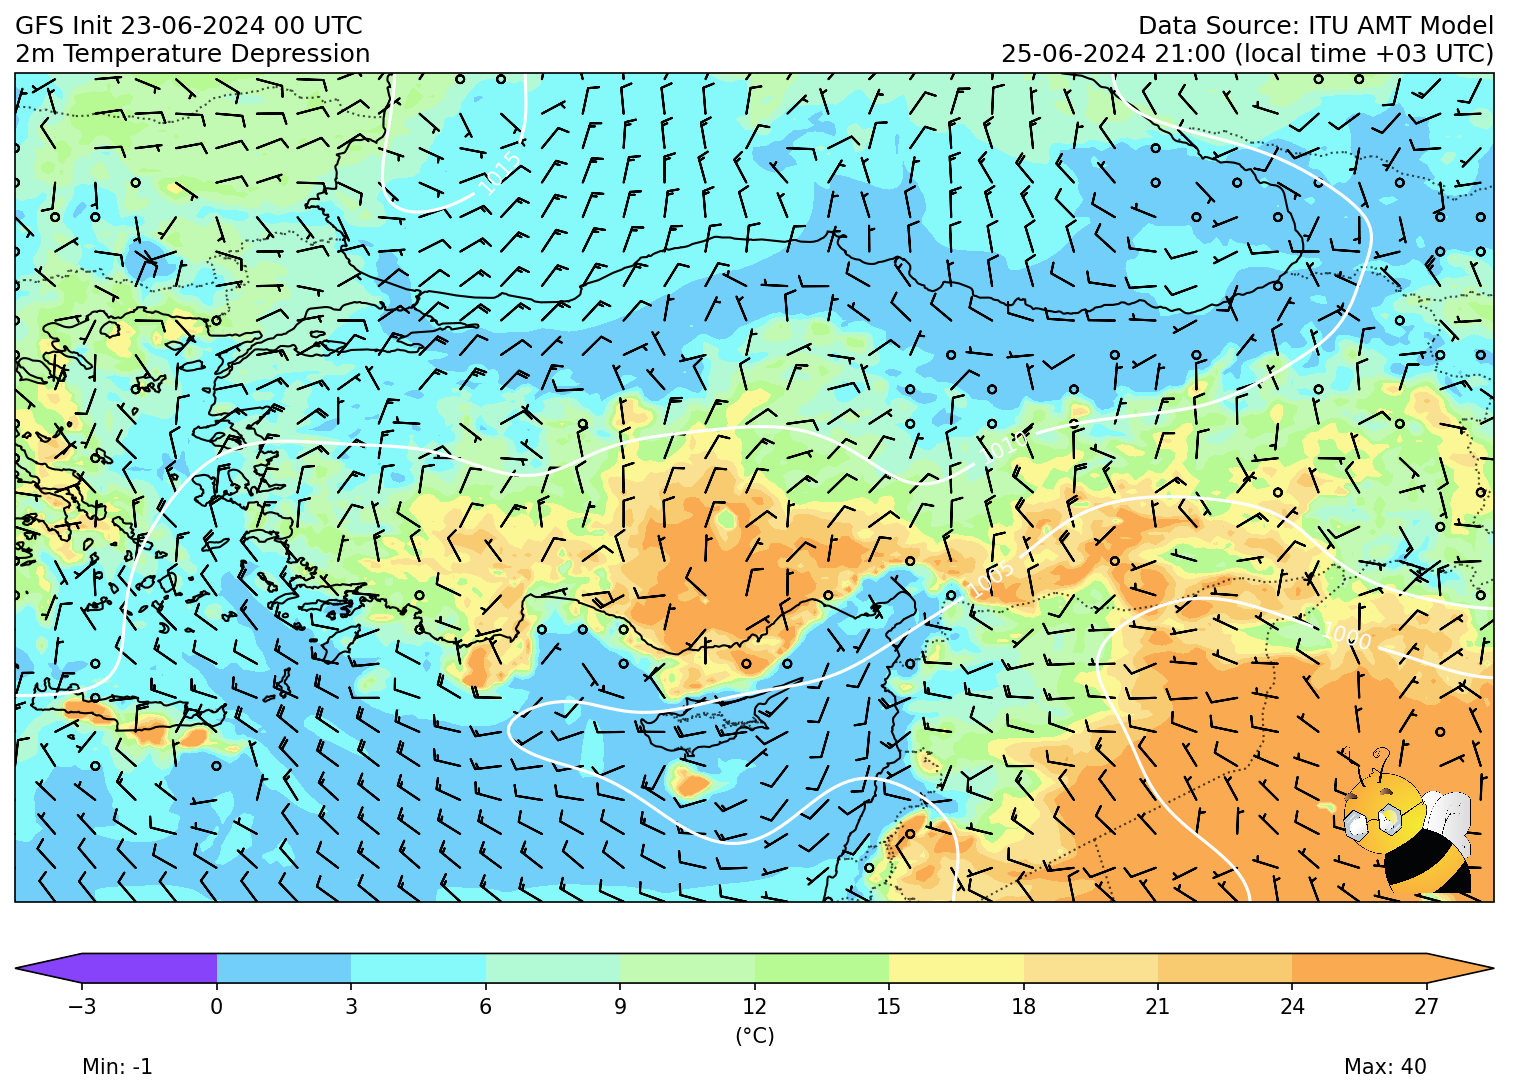 GFS Init 23-06-2024 00 UTC
2m Temperature Depression
Data Source: ITU AMT Model
25-06-2024 21:00 (local time +03 UTC)
1015
1010
1005
1000
−3 0 3 6 9 12 15 18 21 24 27
(°C)
Min: -1
Max: 40